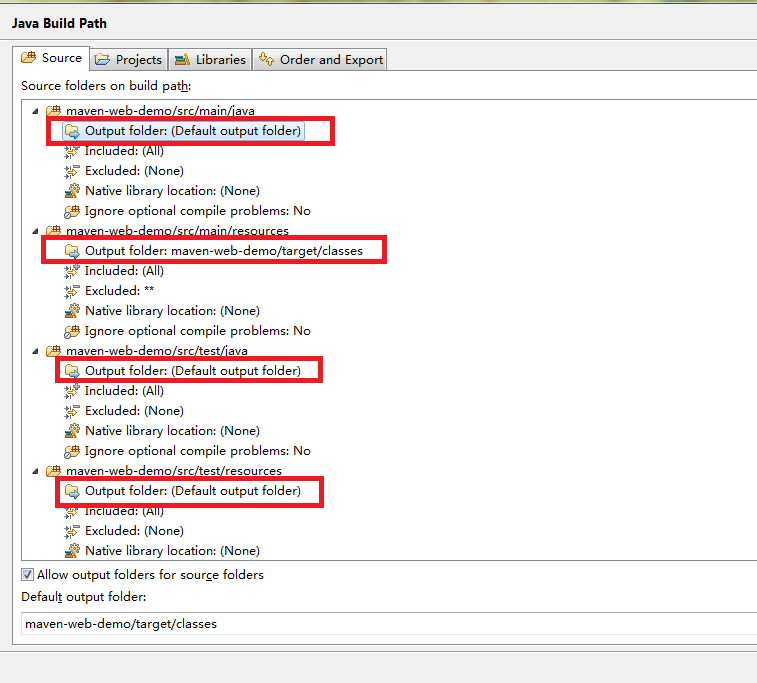 Java Build Path
Source
Projects
Libraries
Order and Export
Source folders on build path:
maven-web-demo/src/main/java
Output folder: (Default output folder)
Included: (All)
Excluded: (None)
Native library location: (None)
Ignore optional compile problems: No
maven-web-demo/src/main/resources
Output folder: maven-web-demo/target/classes
Included: (All)
Excluded: **
Native library location: (None)
Ignore optional compile problems: No
maven-web-demo/src/test/java
Output folder: (Default output folder)
Included: (All)
Excluded: (None)
Native library location: (None)
Ignore optional compile problems: No
maven-web-demo/src/test/resources
Output folder: (Default output folder)
Included: (All)
Excluded: (None)
Native library location: (None)
Allow output folders for source folders
Default output folder:
maven-web-demo/target/classes